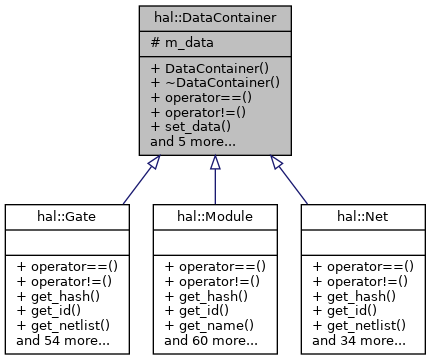 hal::DataContainer
# m_data
+ DataContainer()
+ ~DataContainer()
+ operator==()
+ operator!=()
+ set_data()
and 5 more...
hal::Gate
+ operator==()
+ operator!=()
+ get_hash()
+ get_id()
+ get_netlist()
and 54 more...
hal::Module
+ operator==()
+ operator!=()
+ get_hash()
+ get_id()
+ get_name()
and 60 more...
hal::Net
+ operator==()
+ operator!=()
+ get_hash()
+ get_id()
+ get_netlist()
and 34 more...